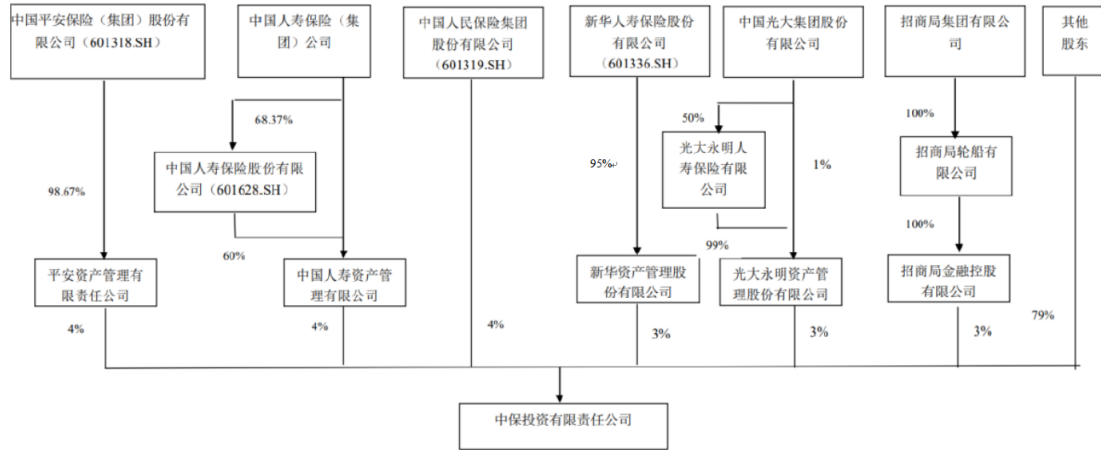 中国平安保险（集团）股份有
限公司（601318.SH）
中国人寿保险（集
团）公司
中国人民保险集团
股份有限公司
（601319.SH）
新华人寿保险股份
有限公司
（601336.SH）
中国光大集团股份
有限公司
招商局集团有限公
司
其他
股东
68.37%
50%
100%
中国人寿保险股份有限
公司（601628.SH）
光大永明人
寿保险有限
公司
招商局轮船有
限公司
98.67%
95%
1%
60%
99%
100%
平安资产管理有
限责任公司
中国人寿资产管
理有限公司
新华资产管理股
份有限公司
光大永明资产管
理股份有限公司
招商局金融控股
有限公司
4%
4%
4%
3%
3%
3%
79%
中保投资有限责任公司